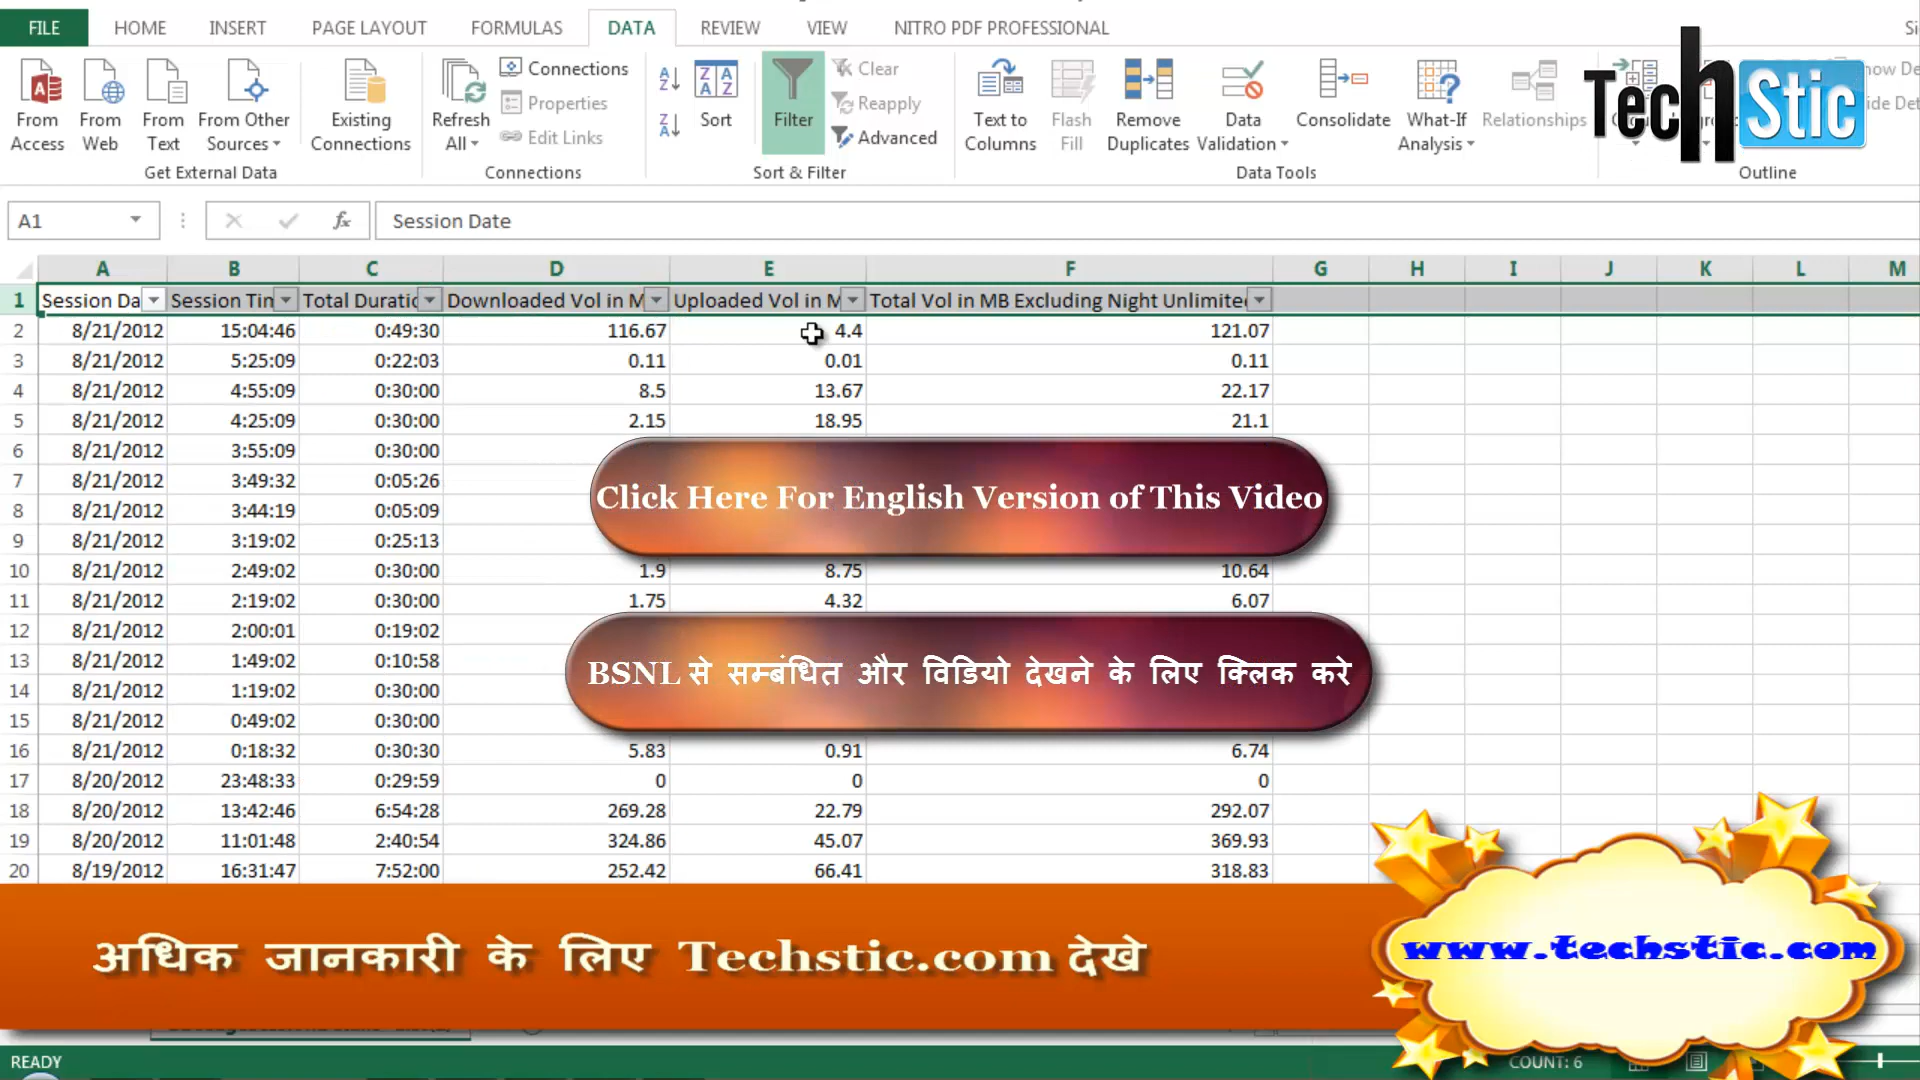 FILE HOME INSERT PAGE LAYOUT FORMULAS DATA REVIEW VIEW NITRO PDF PROFESSIONAL
From Access From Web From Text From Other Sources Existing Connections Refresh All Connections Properties Edit Links Sort Filter Clear Reapply Advanced Text to Columns Flash Fill Remove Duplicates Data Validation Consolidate What-If Analysis Relationships
TechStic
Get External Data Connections Sort & Filter Data Tools Outline
A1 fx Session Date
A B C D E F G H I J K L M
1 Session Da Session Tin Total Duratic Downloaded Vol in M Uploaded Vol in M Total Vol in MB Excluding Night Unlimite
2 8/21/2012 15:04:46 0:49:30 116.67 4.4 121.07
3 8/21/2012 5:25:09 0:22:03 0.11 0.01 0.11
4 8/21/2012 4:55:09 0:30:00 8.5 13.67 22.17
5 8/21/2012 4:25:09 0:30:00 2.15 18.95 21.1
6 8/21/2012 3:55:09 0:30:00
7 8/21/2012 3:49:32 0:05:26
8 8/21/2012 3:44:19 0:05:09
9 8/21/2012 3:19:02 0:25:13
Click Here For English Version of This Video
10 8/21/2012 2:49:02 0:30:00 1.9 8.75 10.64
11 8/21/2012 2:19:02 0:30:00 1.75 4.32 6.07
12 8/21/2012 2:00:01 0:19:02
13 8/21/2012 1:49:02 0:10:58
14 8/21/2012 1:19:02 0:30:00
15 8/21/2012 0:49:02 0:30:00
BSNL से सम्बंधित और विडियो देखने के लिए क्लिक करे
16 8/21/2012 0:18:32 0:30:30 5.83 0.91 6.74
17 8/20/2012 23:48:33 0:29:59 0 0 0
18 8/20/2012 13:42:46 6:54:28 269.28 22.79 292.07
19 8/20/2012 11:01:48 2:40:54 324.86 45.07 369.93
20 8/19/2012 16:31:47 7:52:00 252.42 66.41 318.83
अधिक जानकारी के लिए Techstic.com देखे
www.techstic.com
READY COUNT: 6